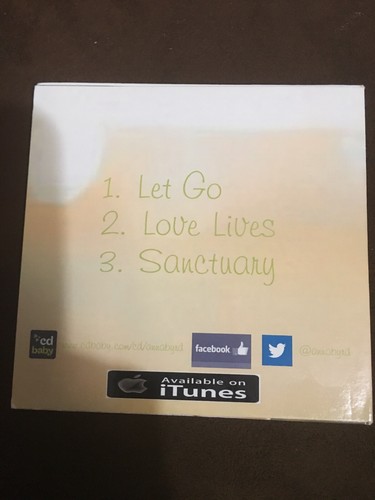 1. Let Go
2. Love Lives
3. Sanctuary
cd baby
facebook
Available on
iTunes